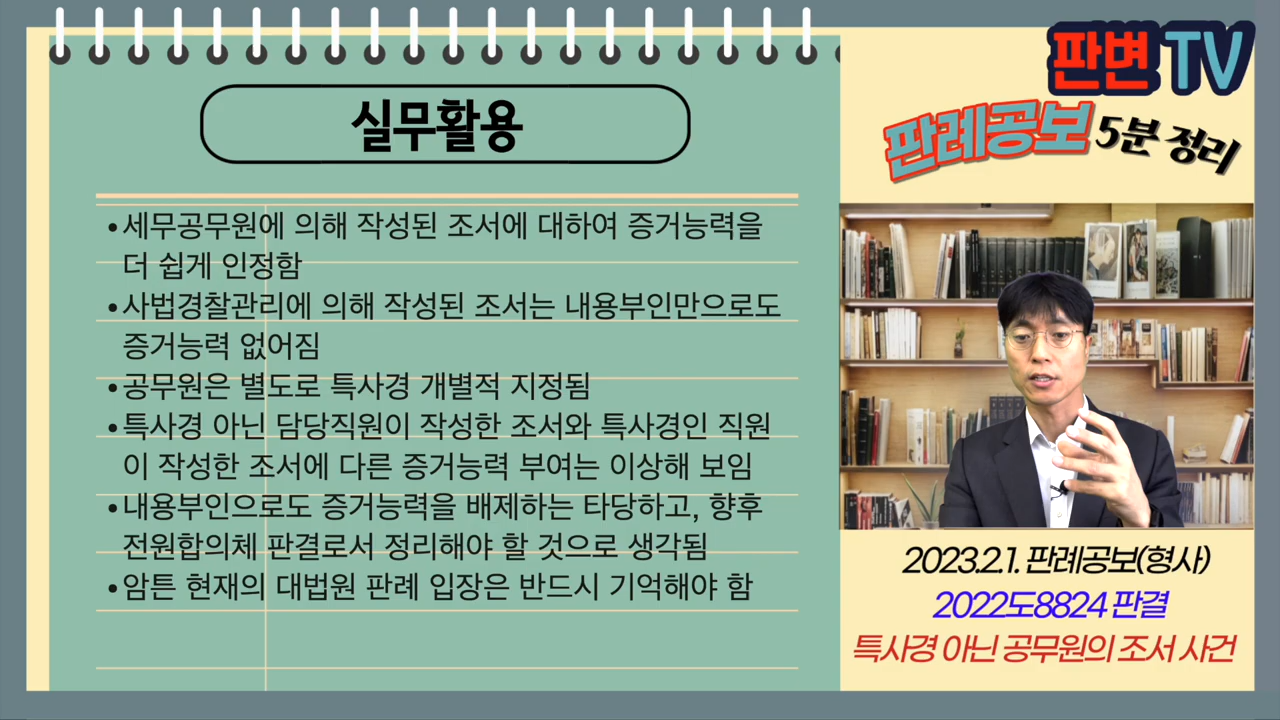 실무활용
•세무공무원에 의해 작성된 조서에 대하여 증거능력을
더 쉽게 인정함
•사법경찰관리에 의해 작성된 조서는 내용부인만으로도
증거능력 없어짐
•공무원은 별도로 특사경 개별적 지정됨
•특사경 아닌 담당직원이 작성한 조서와 특사경인 직원
이 작성한 조서에 다른 증거능력 부여는 이상해 보임
•내용부인으로도 증거능력을 배제하는 타당하고, 향후
전원합의체 판결로서 정리해야 할 것으로 생각됨
•암튼 현재의 대법원 판례 입장은 반드시 기억해야 함
판변 TV
판례공보 5분 정리
2023.2.1. 판례공보(형사)
2022도8824 판결
특사경 아닌 공무원의 조서 사건